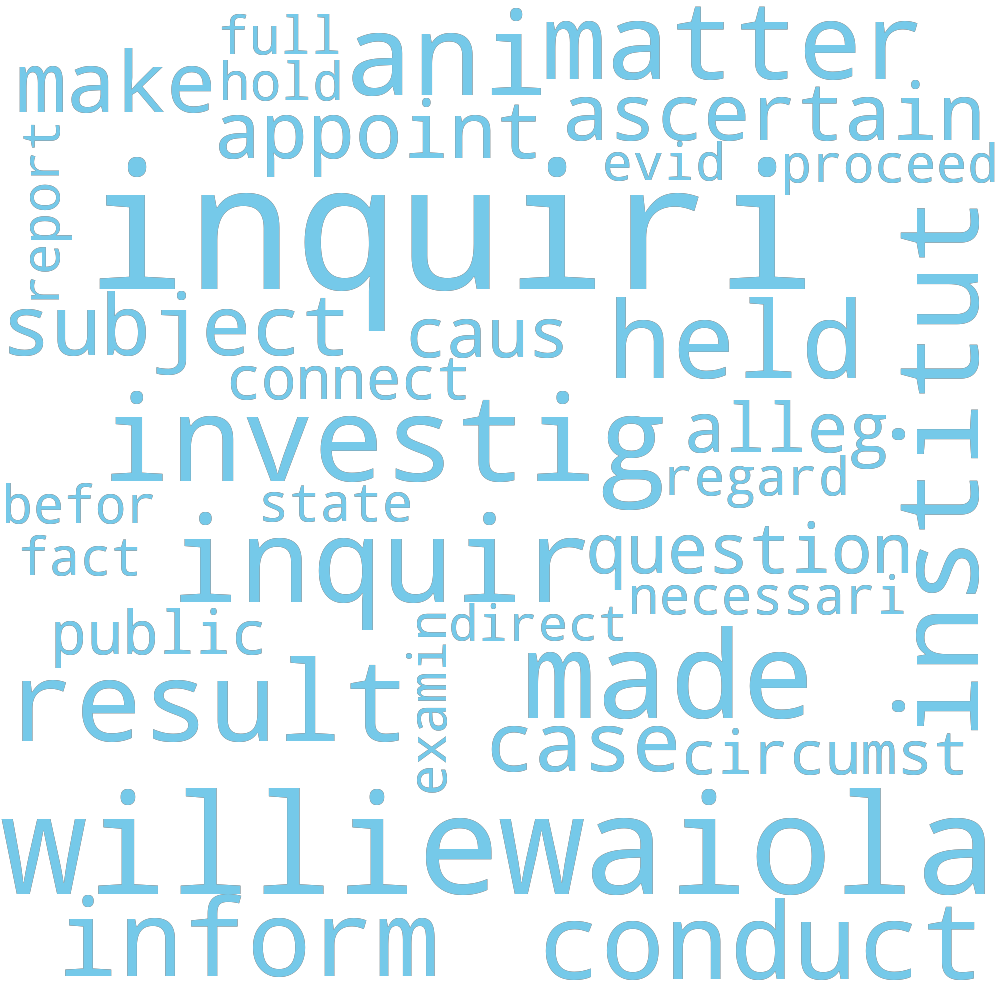 full
ani
matter
make
hold
appoint
ascertain
report
evid
proceed
inquiri
institut
subject
caus
held
connect
investig
alleg
regard
befor
state
inquir
question
fact
necessari
public
examin
direct
result
made
case
circumst
williewaiola
inform
conduct